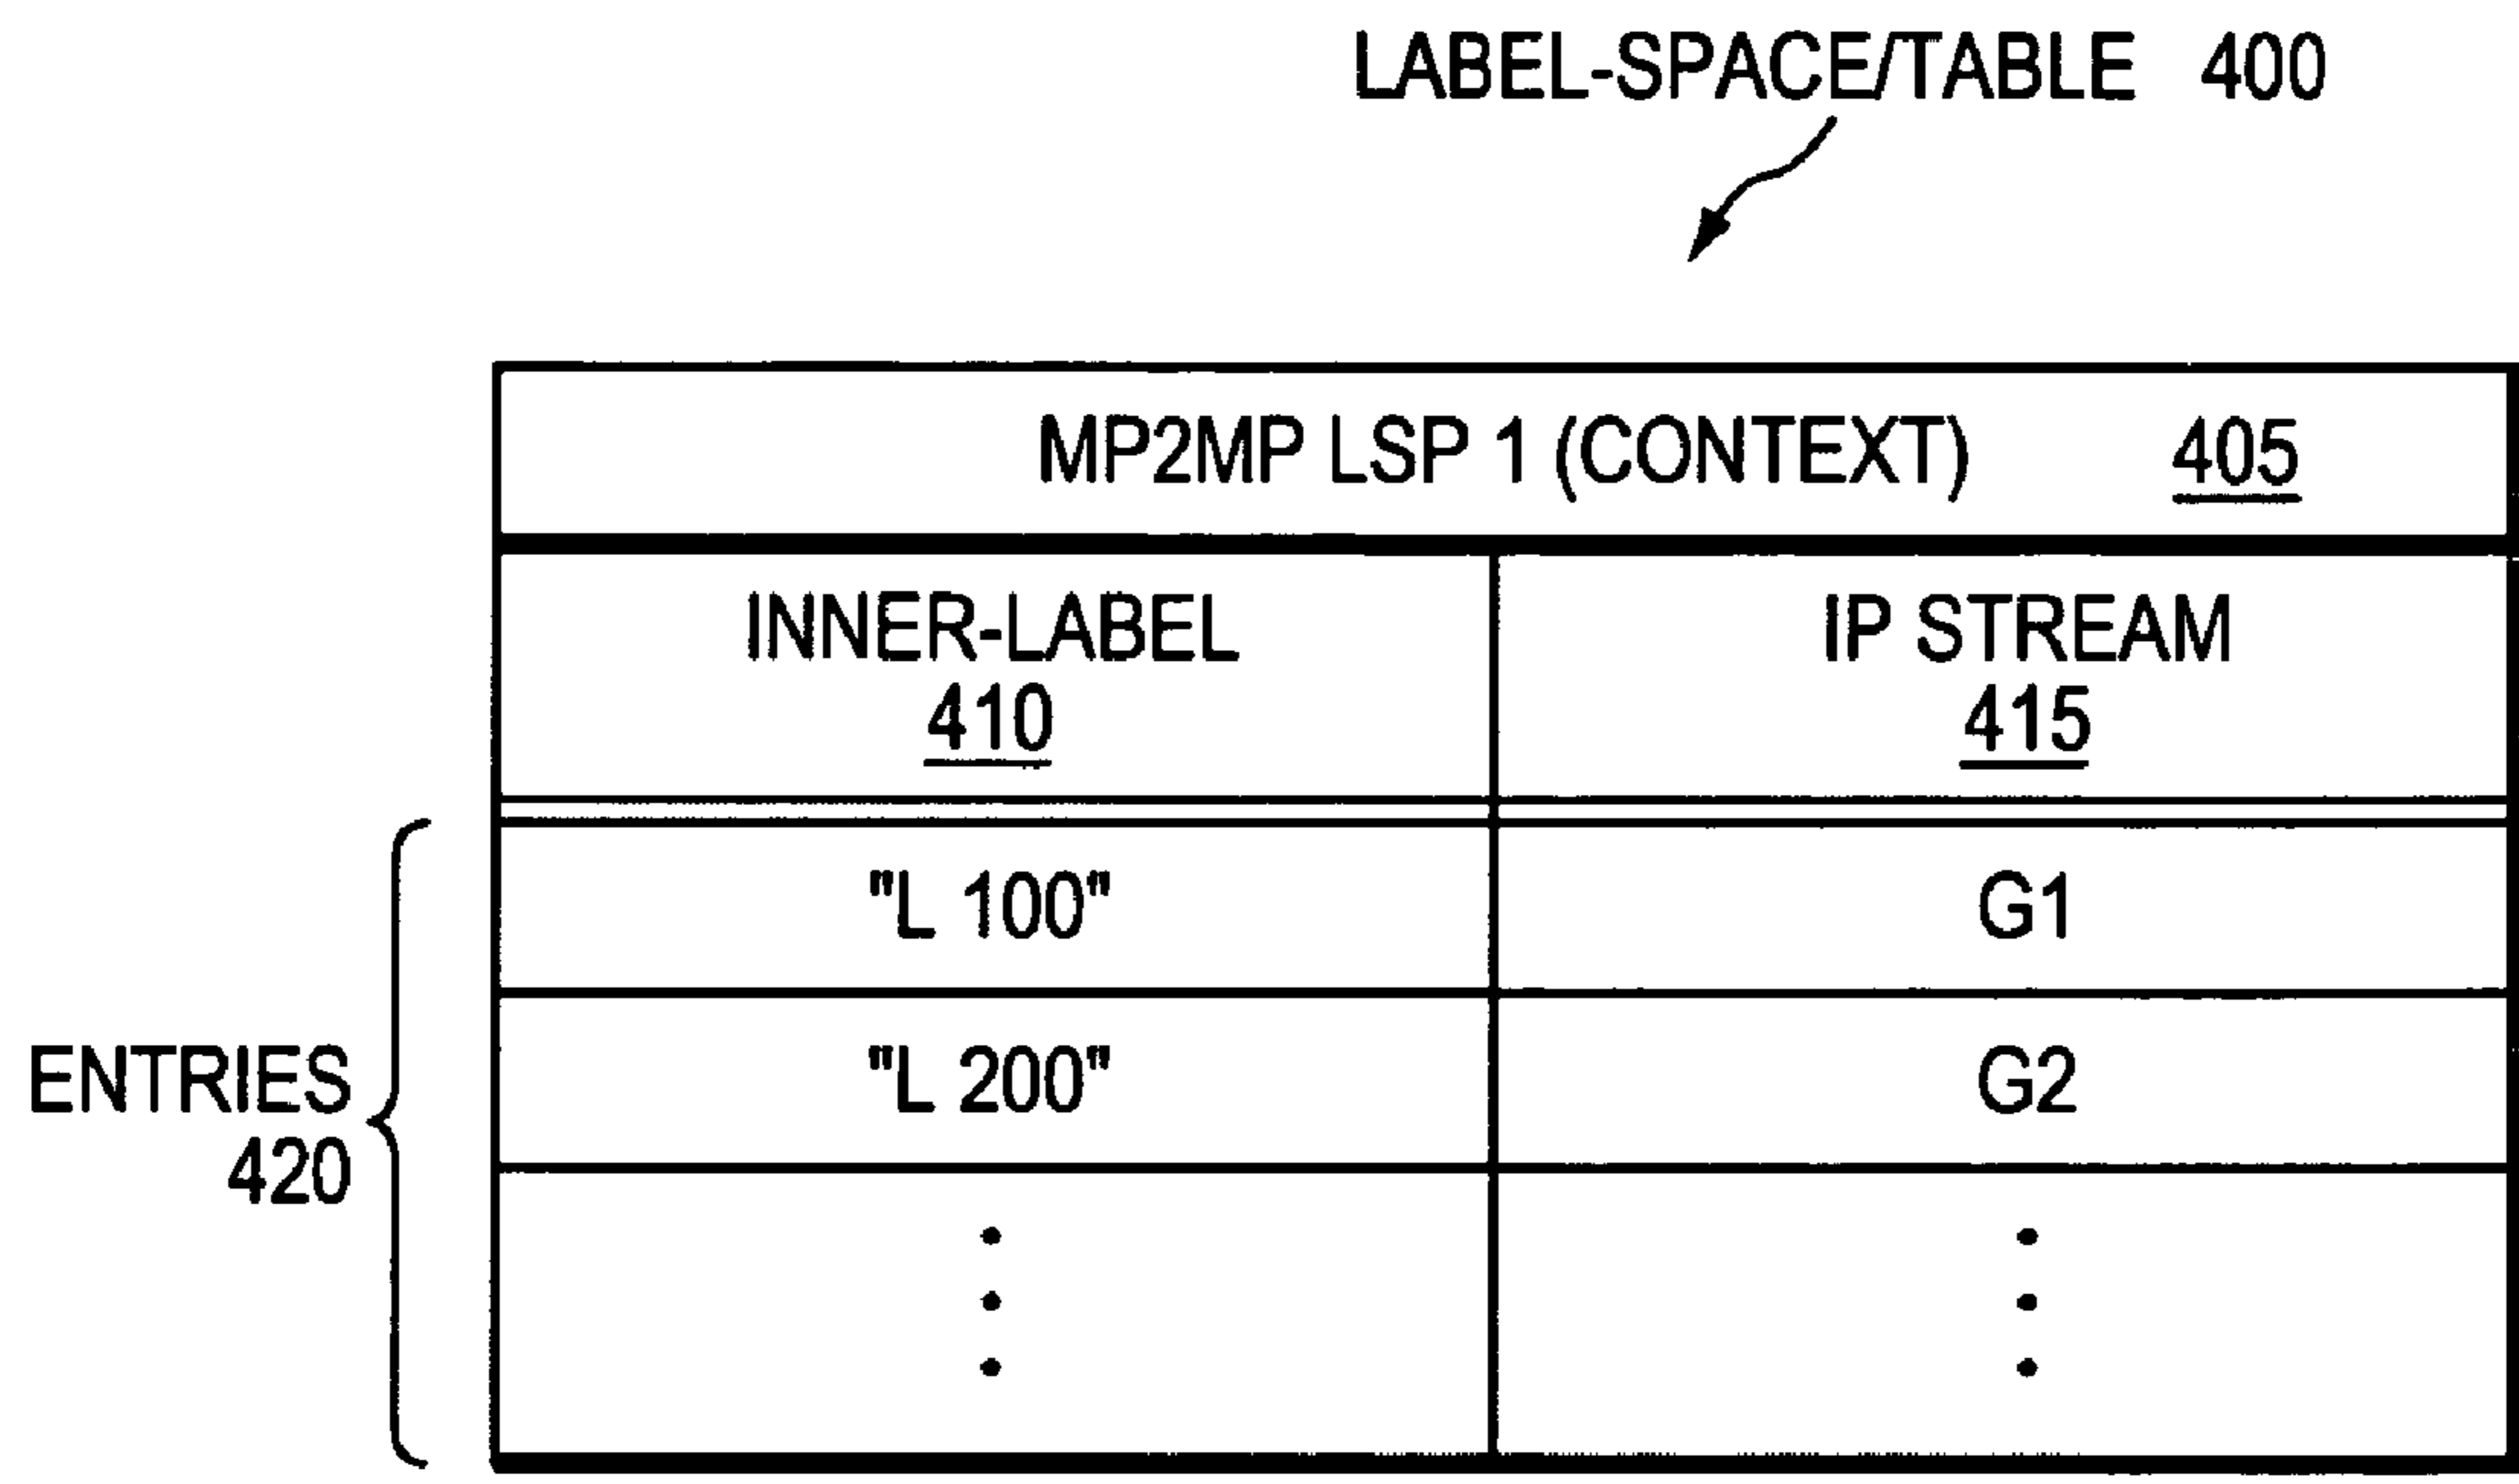 LABEL-SPACE/TABLE 400
MP2MP LSP 1 (CONTEXT) 405
INNER-LABEL IP STREAM
410 415
"L 100" G1
"L 200" G2
ENTRIES
420